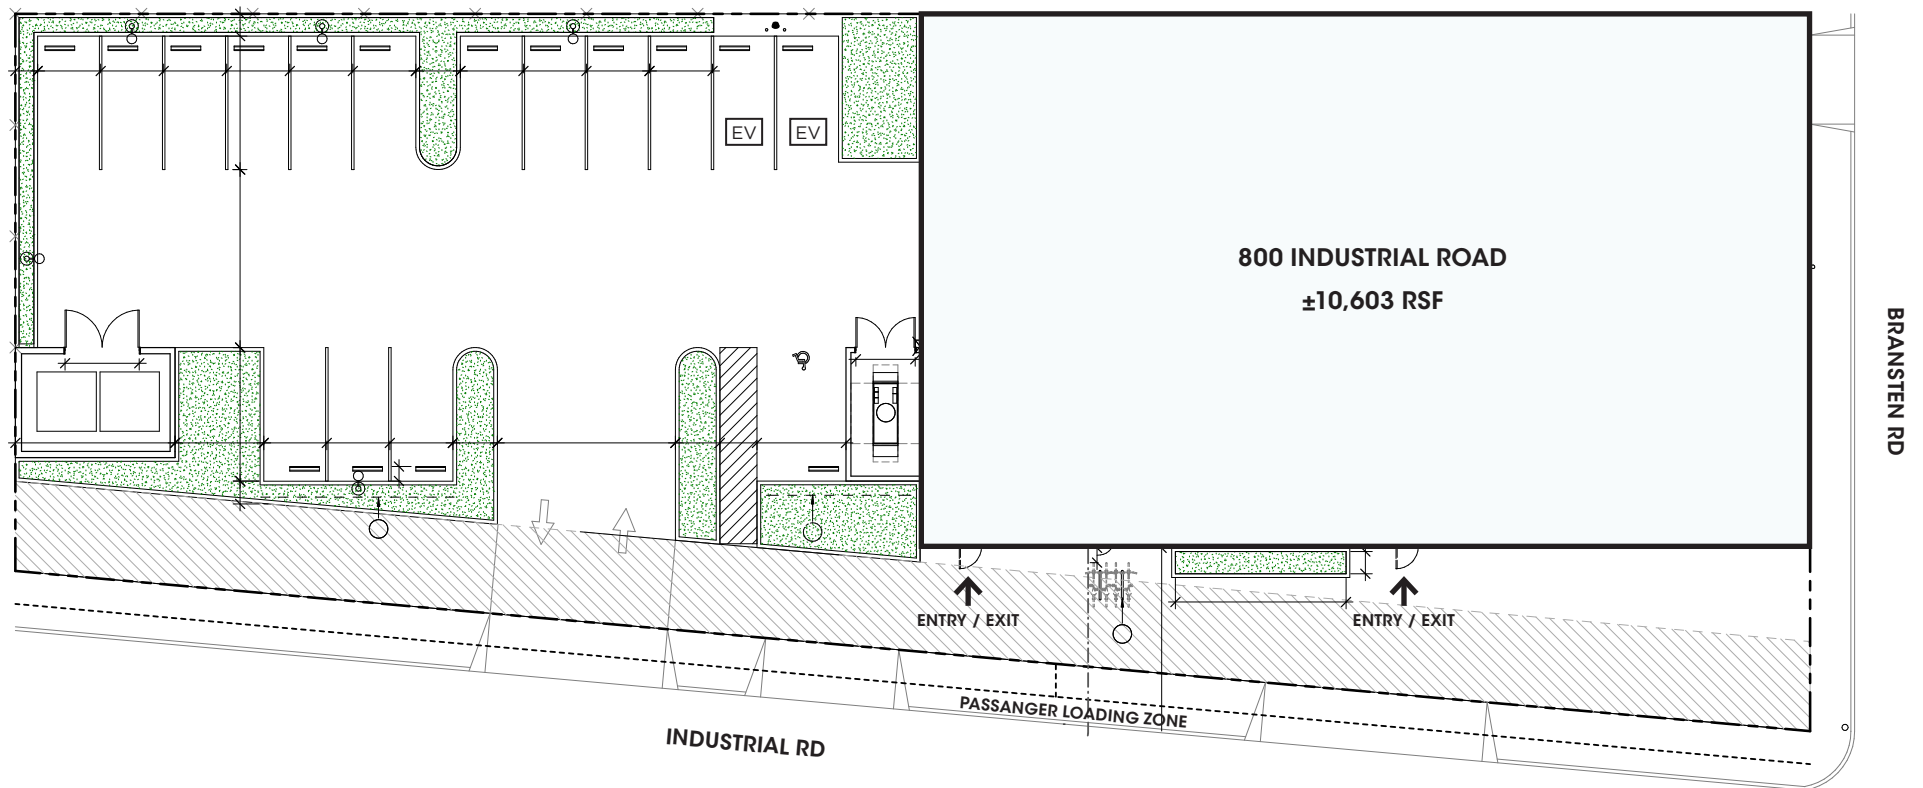 EV
EV
800 INDUSTRIAL ROAD
±10,603 RSF
BRANSTEN RD
ENTRY / EXIT
ENTRY / EXIT
PASSANGER LOADING ZONE
INDUSTRIAL RD